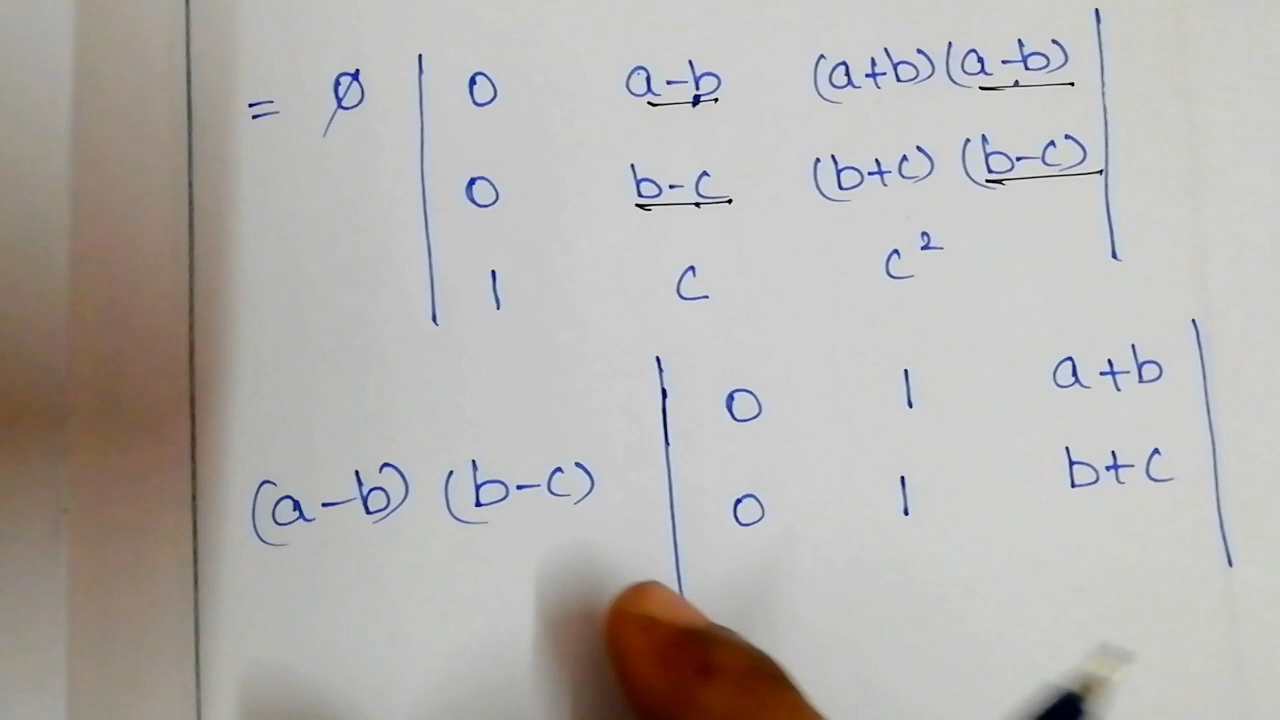 = ∅ | 0 a-b (a+b)(a-b) |
| 0 b-c (b+c) (b-c) |
| 1 c c² |
| 0 1 a+b |
(a-b) (b-c) | 0 1 b+c |